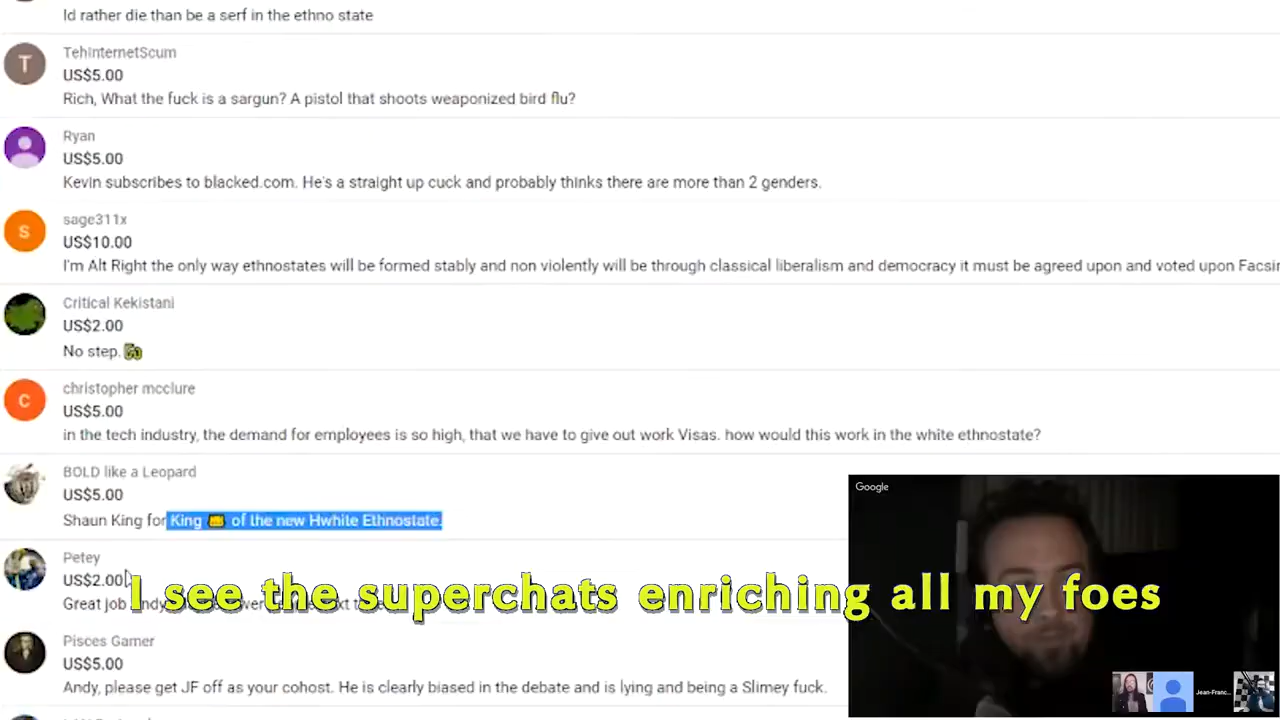 Id rather die than be a serf in the ethno state
TehInternetScum
US$5.00
Rich, What the fuck is a sargun? A pistol that shoots weaponized bird flu?
Ryan
US$5.00
Kevin subscribes to blacked.com. He's a straight up cuck and probably thinks there are more than 2 genders.
sage311x
US$10.00
I'm Alt Right the only way ethnostates will be formed stably and non violently will be through classical liberalism and democracy it must be agreed upon and voted upon Facsi
Critical Kekistani
US$2.00
No step.
christopher mcclure
US$5.00
in the tech industry, the demand for employees is so high, that we have to give out work Visas. how would this work in the white ethnostate?
BOLD like a Leopard
US$5.00
Shaun King for King of the new Hwhite Ethnostate.
Google
Petey
US$2.00
I see the superchats enriching all my foes
Great job
Pisces Gamer
US$5.00
Andy, please get JF off as your cohost. He is clearly biased in the debate and is lying and being a Slimey fuck.
Jean-Franc...